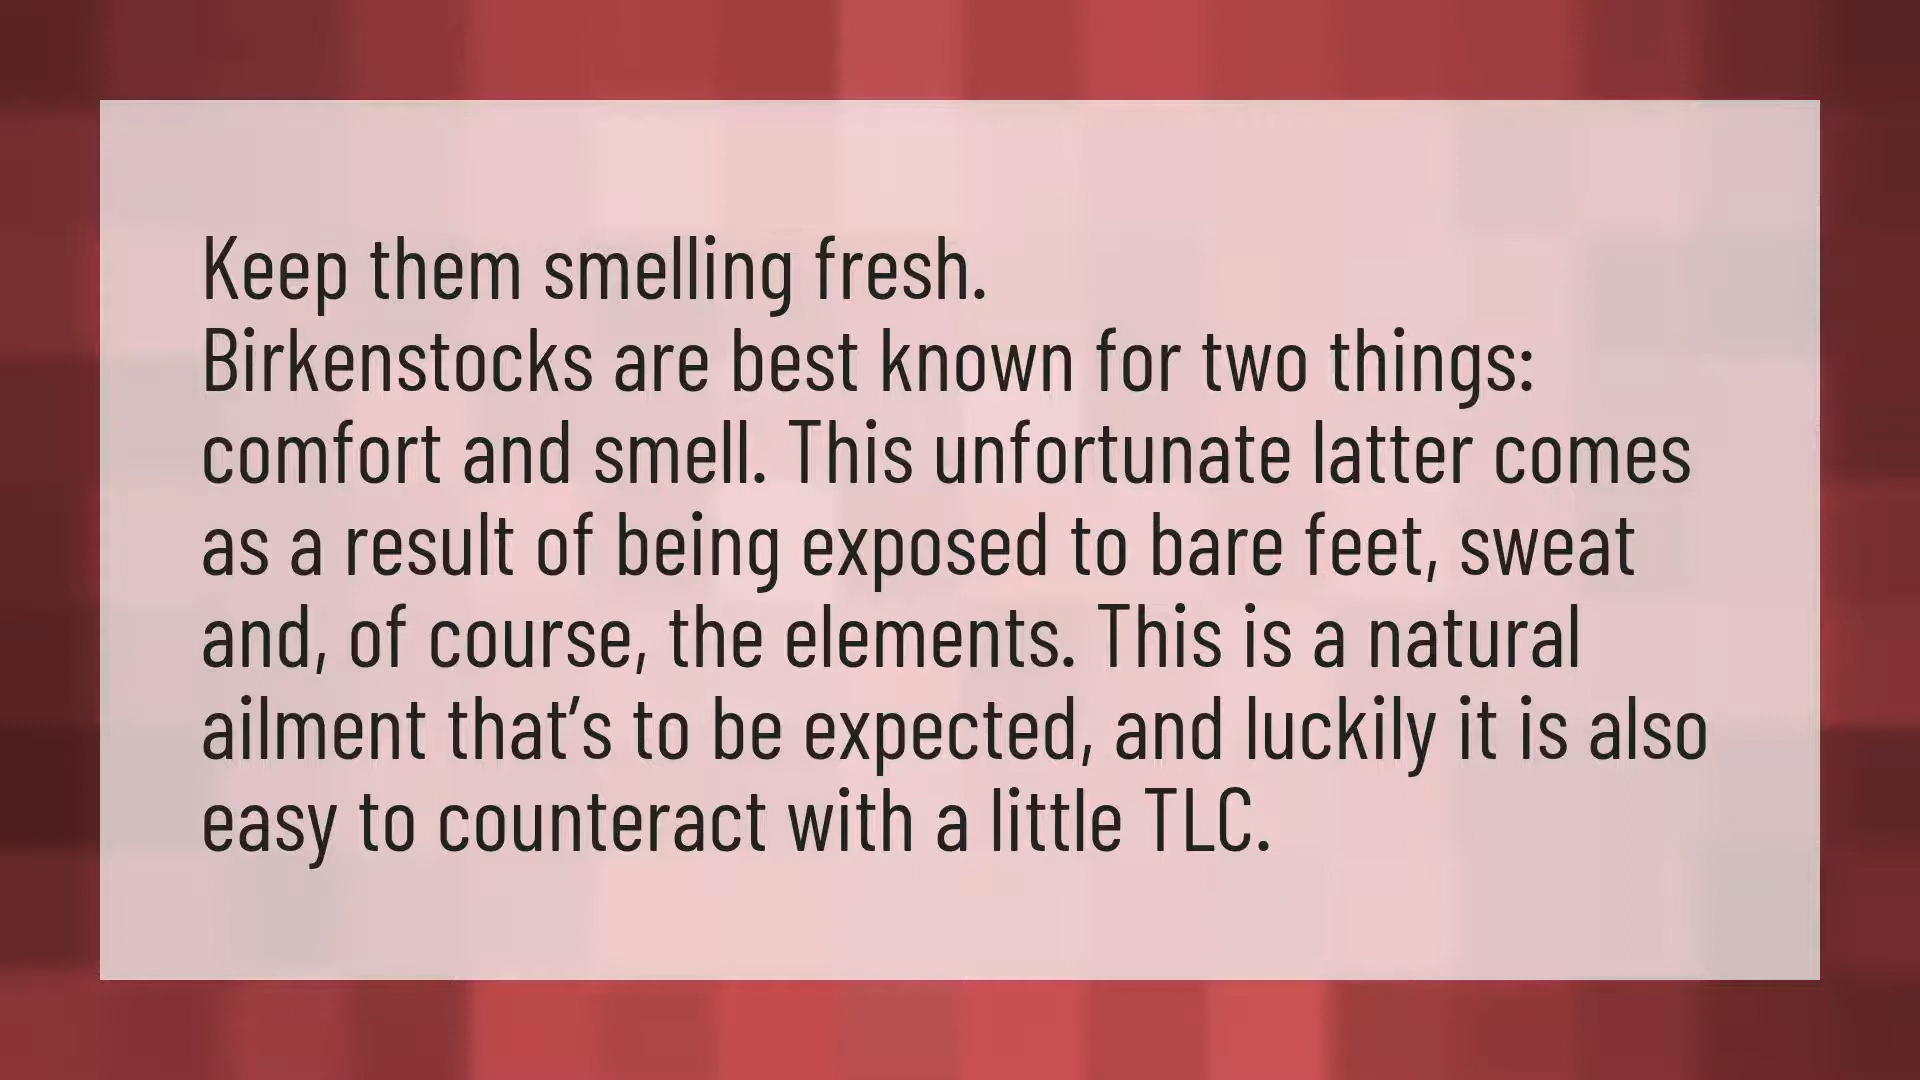 Keep them smelling fresh.
Birkenstocks are best known for two things:
comfort and smell. This unfortunate latter comes
as a result of being exposed to bare feet, sweat
and, of course, the elements. This is a natural
ailment that’s to be expected, and luckily it is also
easy to counteract with a little TLC.